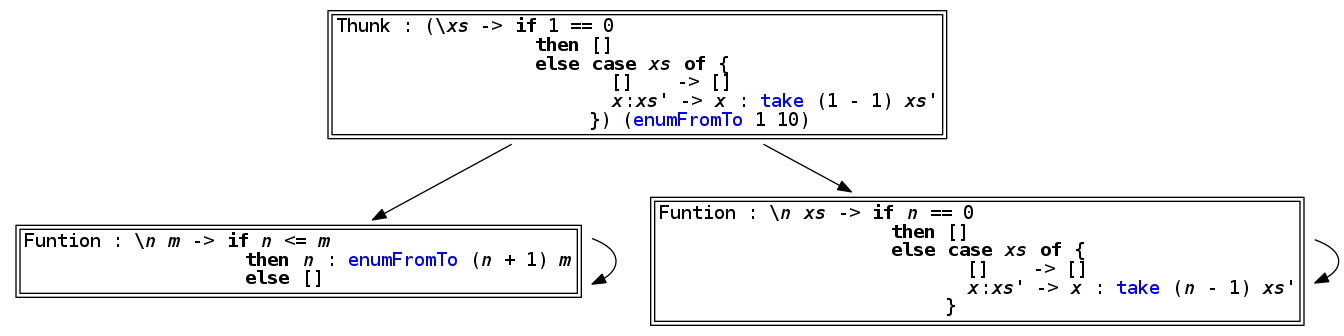 Thunk : (\xs -> if 1 == 0
then []
else case xs of {
[] -> []
x:xs' -> x : take (1 - 1) xs'
}) (enumFromTo 1 10)
Funtion : \n m -> if n <= m
then n : enumFromTo (n + 1) m
else []
Funtion : \n xs -> if n == 0
then []
else case xs of {
[] -> []
x:xs' -> x : take (n - 1) xs'
}